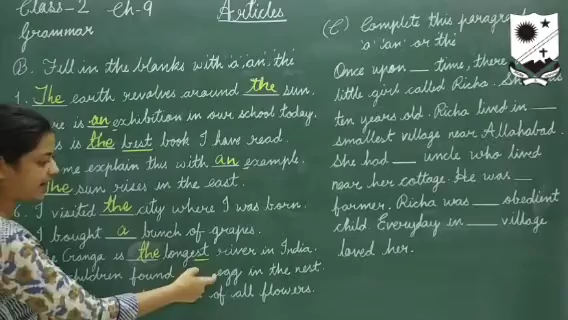 Class-2 Ch-9 Articles
Grammar
B. Fill in the blanks with 'a', 'an', 'the'
1. The earth revolves around the sun.
re is an exhibition in our school today.
s is the best book I have read.
me explain this with an example.
The sun rises in the east.
6. I visited the city where I was born.
I bought a bunch of grapes.
Ganga is the longest river in India.
children found egg in the nest.
of all flowers.
(C) Complete this paragraph
'a' 'an' or the
Once upon ___ time, there
little girl called Richa. She
ten years old. Richa lived in ___
smallest village near Allahabad.
She had ___ uncle who lived
near her cottage. He was ___
farmer. Richa was ___ obedient
child. Everyday in ___ village
loved her.